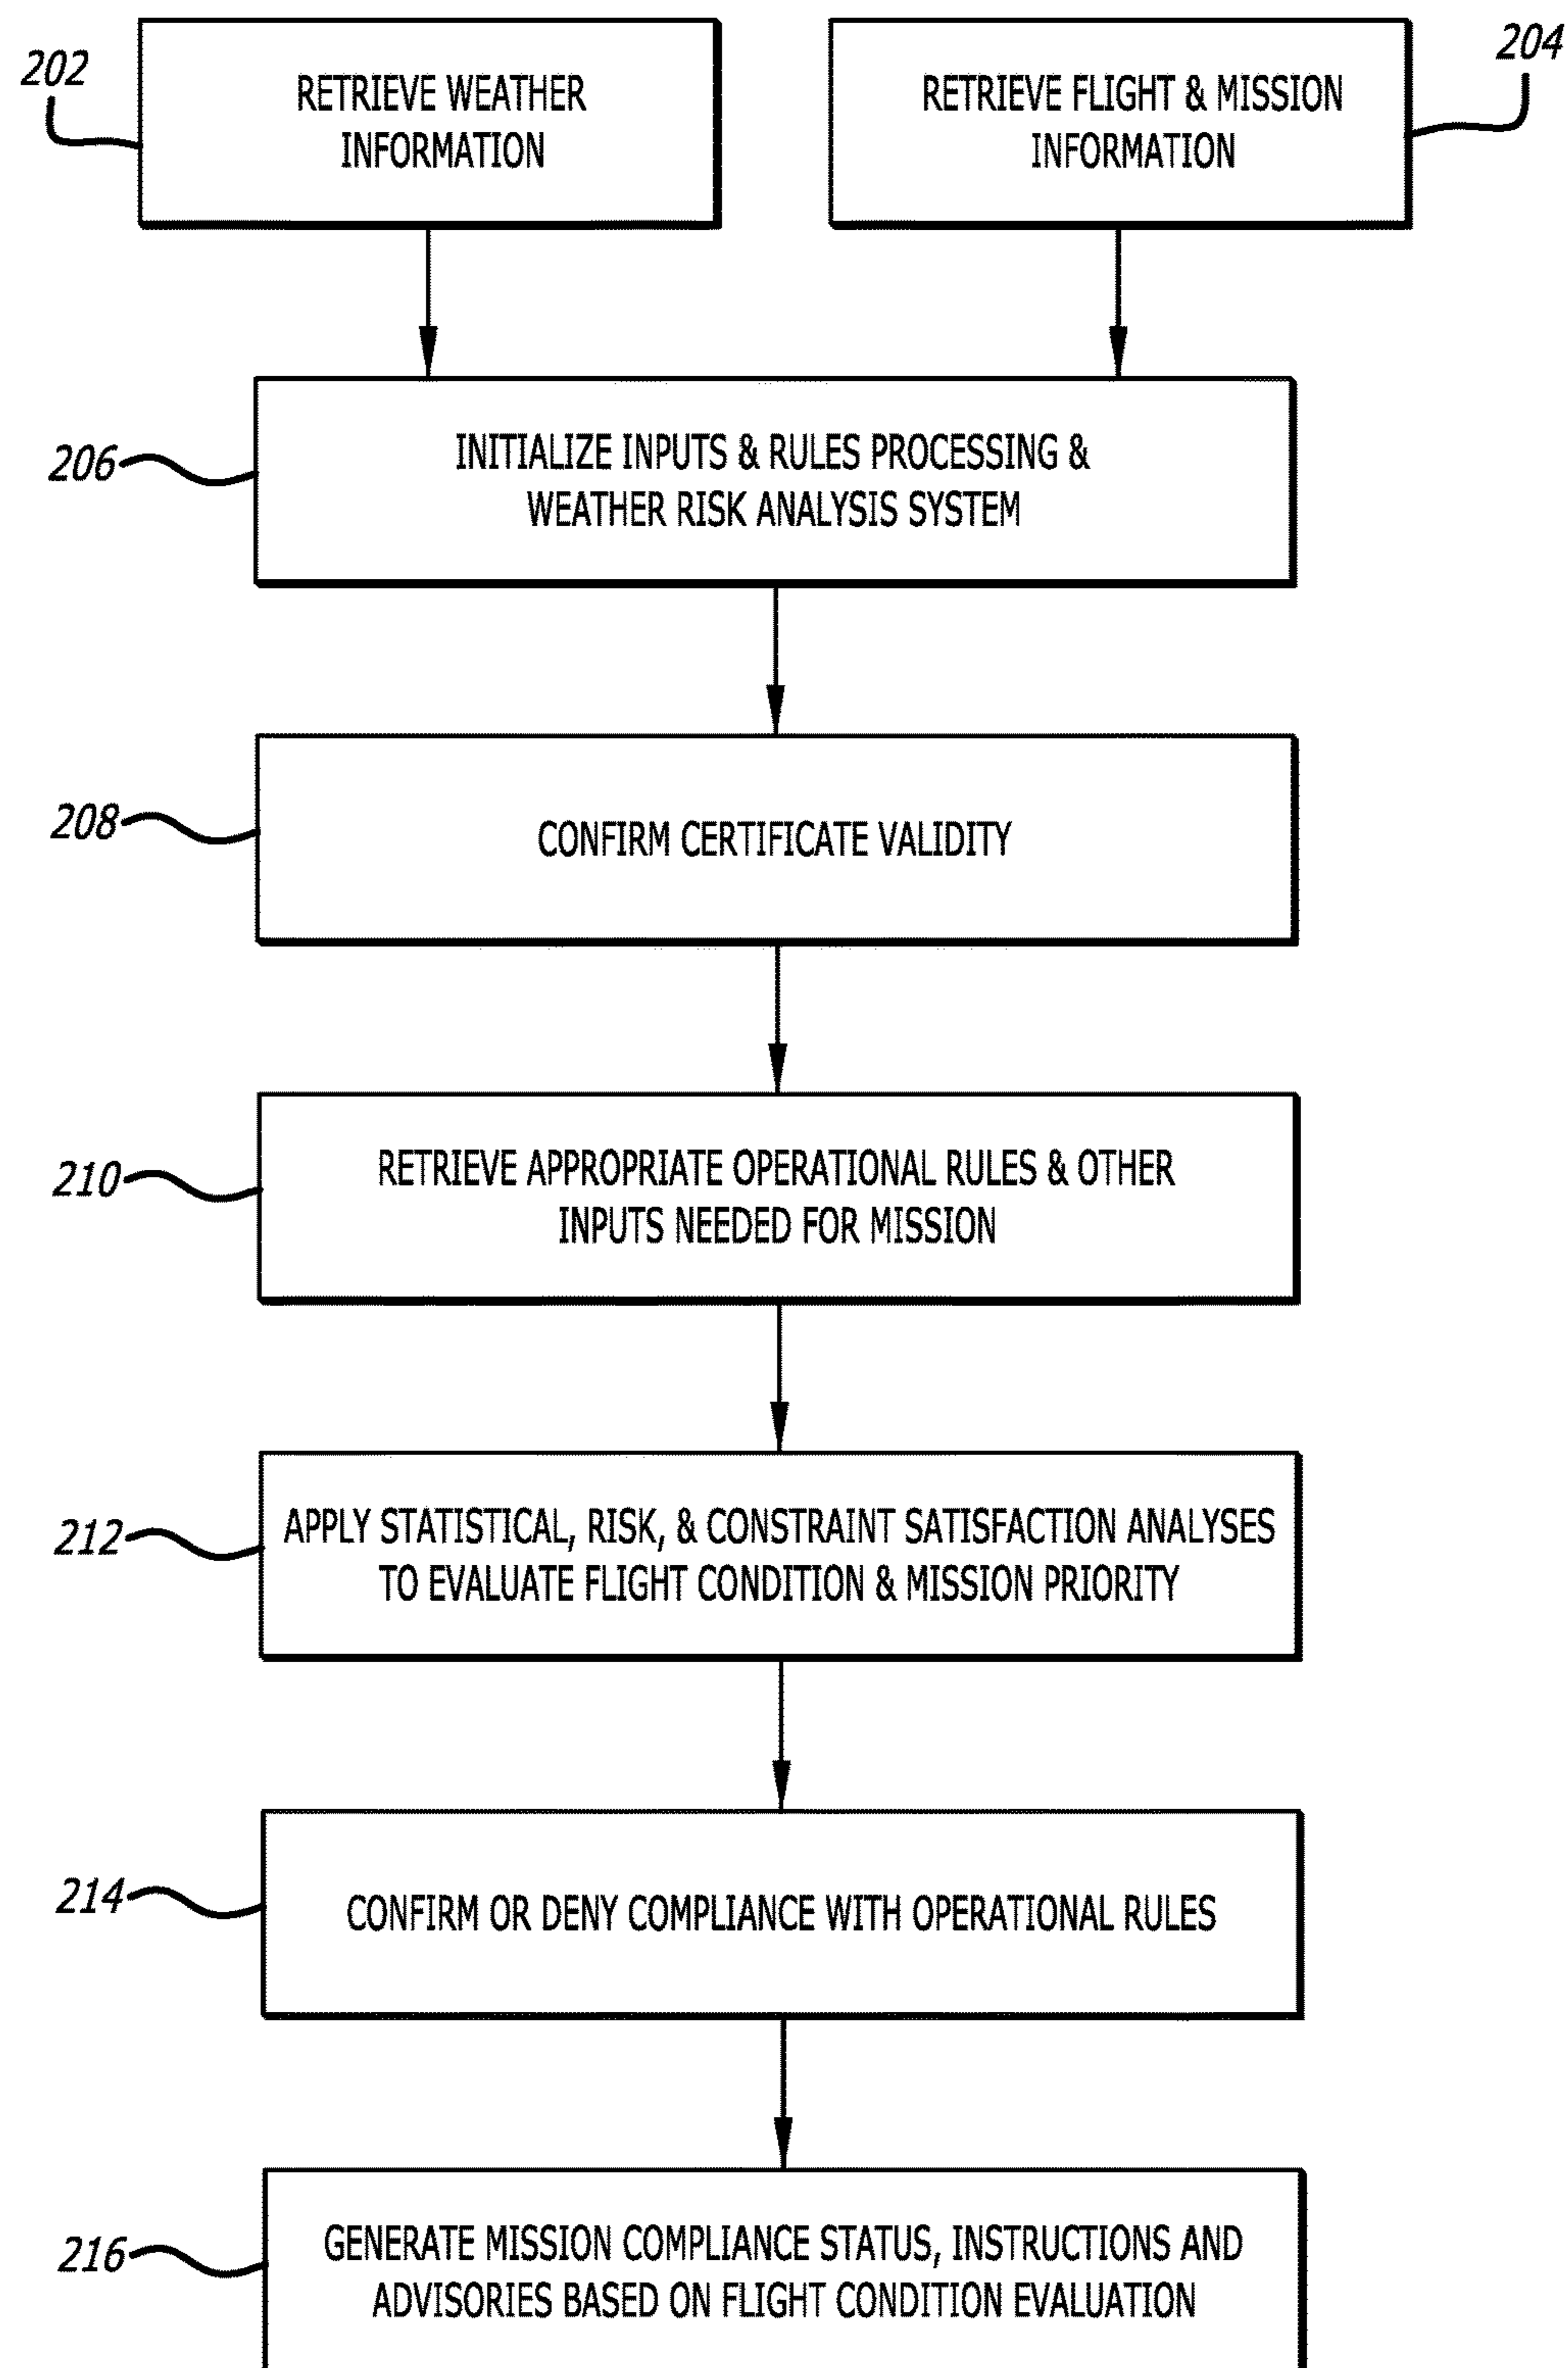 202
RETRIEVE WEATHER
INFORMATION
RETRIEVE FLIGHT & MISSION
INFORMATION
204
206
INITIALIZE INPUTS & RULES PROCESSING &
WEATHER RISK ANALYSIS SYSTEM
208
CONFIRM CERTIFICATE VALIDITY
210
RETRIEVE APPROPRIATE OPERATIONAL RULES & OTHER
INPUTS NEEDED FOR MISSION
212
APPLY STATISTICAL, RISK, & CONSTRAINT SATISFACTION ANALYSES
TO EVALUATE FLIGHT CONDITION & MISSION PRIORITY
214
CONFIRM OR DENY COMPLIANCE WITH OPERATIONAL RULES
216
GENERATE MISSION COMPLIANCE STATUS, INSTRUCTIONS AND
ADVISORIES BASED ON FLIGHT CONDITION EVALUATION